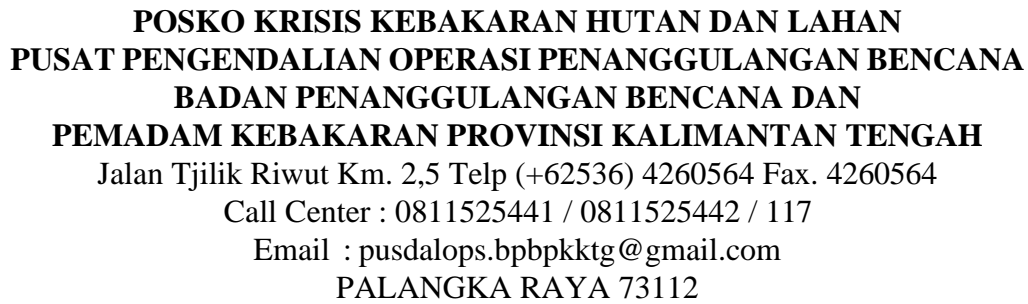 POSKO KRISIS KEBAKARAN HUTAN DAN LAHAN
PUSAT PENGENDALIAN OPERASI PENANGGULANGAN BENCANA
BADAN PENANGGULANGAN BENCANA DAN
PEMADAM KEBAKARAN PROVINSI KALIMANTAN TENGAH
Jalan Tjilik Riwut Km. 2,5 Telp (+62536) 4260564 Fax. 4260564
Call Center : 0811525441 / 0811525442 / 117
Email : pusdalops.bpbpkktg@gmail.com
PALANGKA RAYA 73112